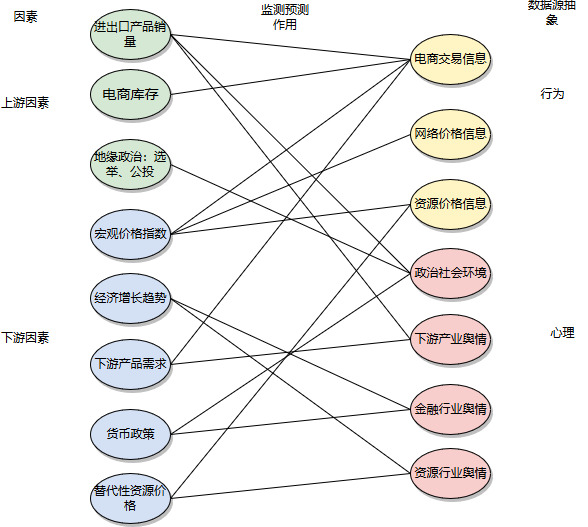 因素
监测预测
作用
数据源抽
象
进出口产品销
量
电商交易信息
上游因素
电商库存
行为
网络价格信息
地缘政治：选
举、公投
资源价格信息
宏观价格指数
政治社会环境
经济增长趋势
下游因素
下游产业舆情
心理
下游产品需求
金融行业舆情
货币政策
资源行业舆情
替代性资源价
格